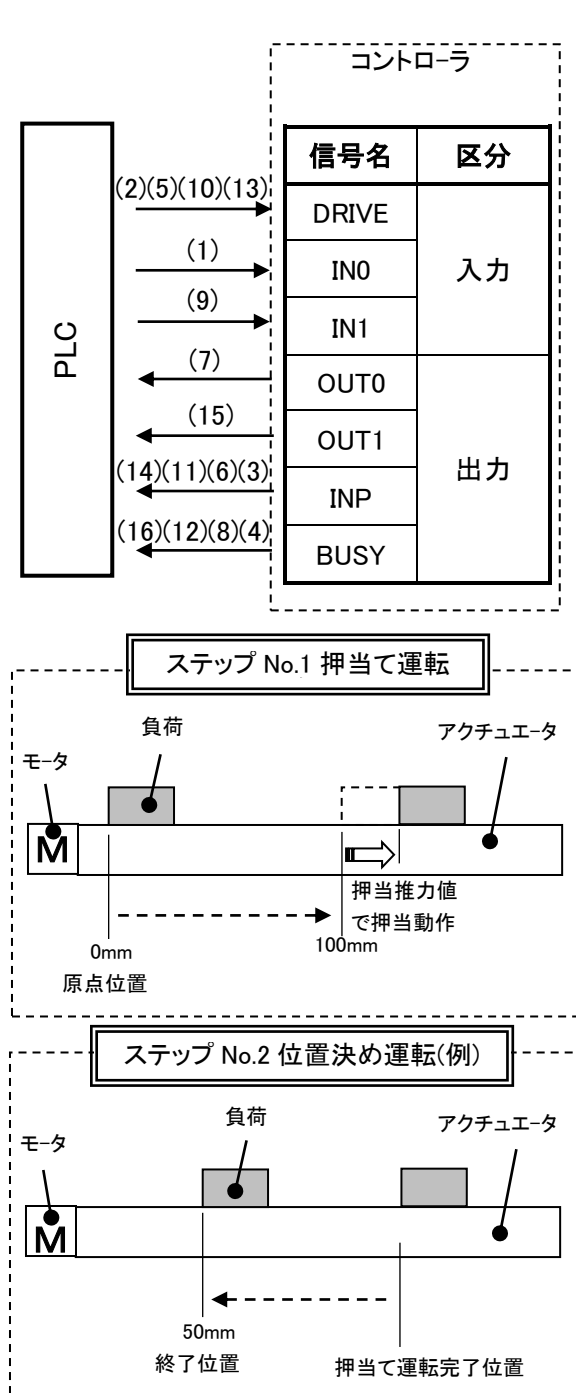 コントローラ
信号名 区分
(2)(5)(10)(13) DRIVE
(1) IN0 入力
(9) IN1
PLC
(7) OUT0
(15) OUT1
出力
(14)(11)(6)(3) INP
(16)(12)(8)(4) BUSY
ステップ No.1 押当て運転
負荷
アクチュエータ
モータ
M
押当推力値
で押当動作
0mm
100mm
原点位置
ステップ No.2 位置決め運転(例)
負荷
アクチュエータ
モータ
M
50mm
終了位置
押当て運転完了位置